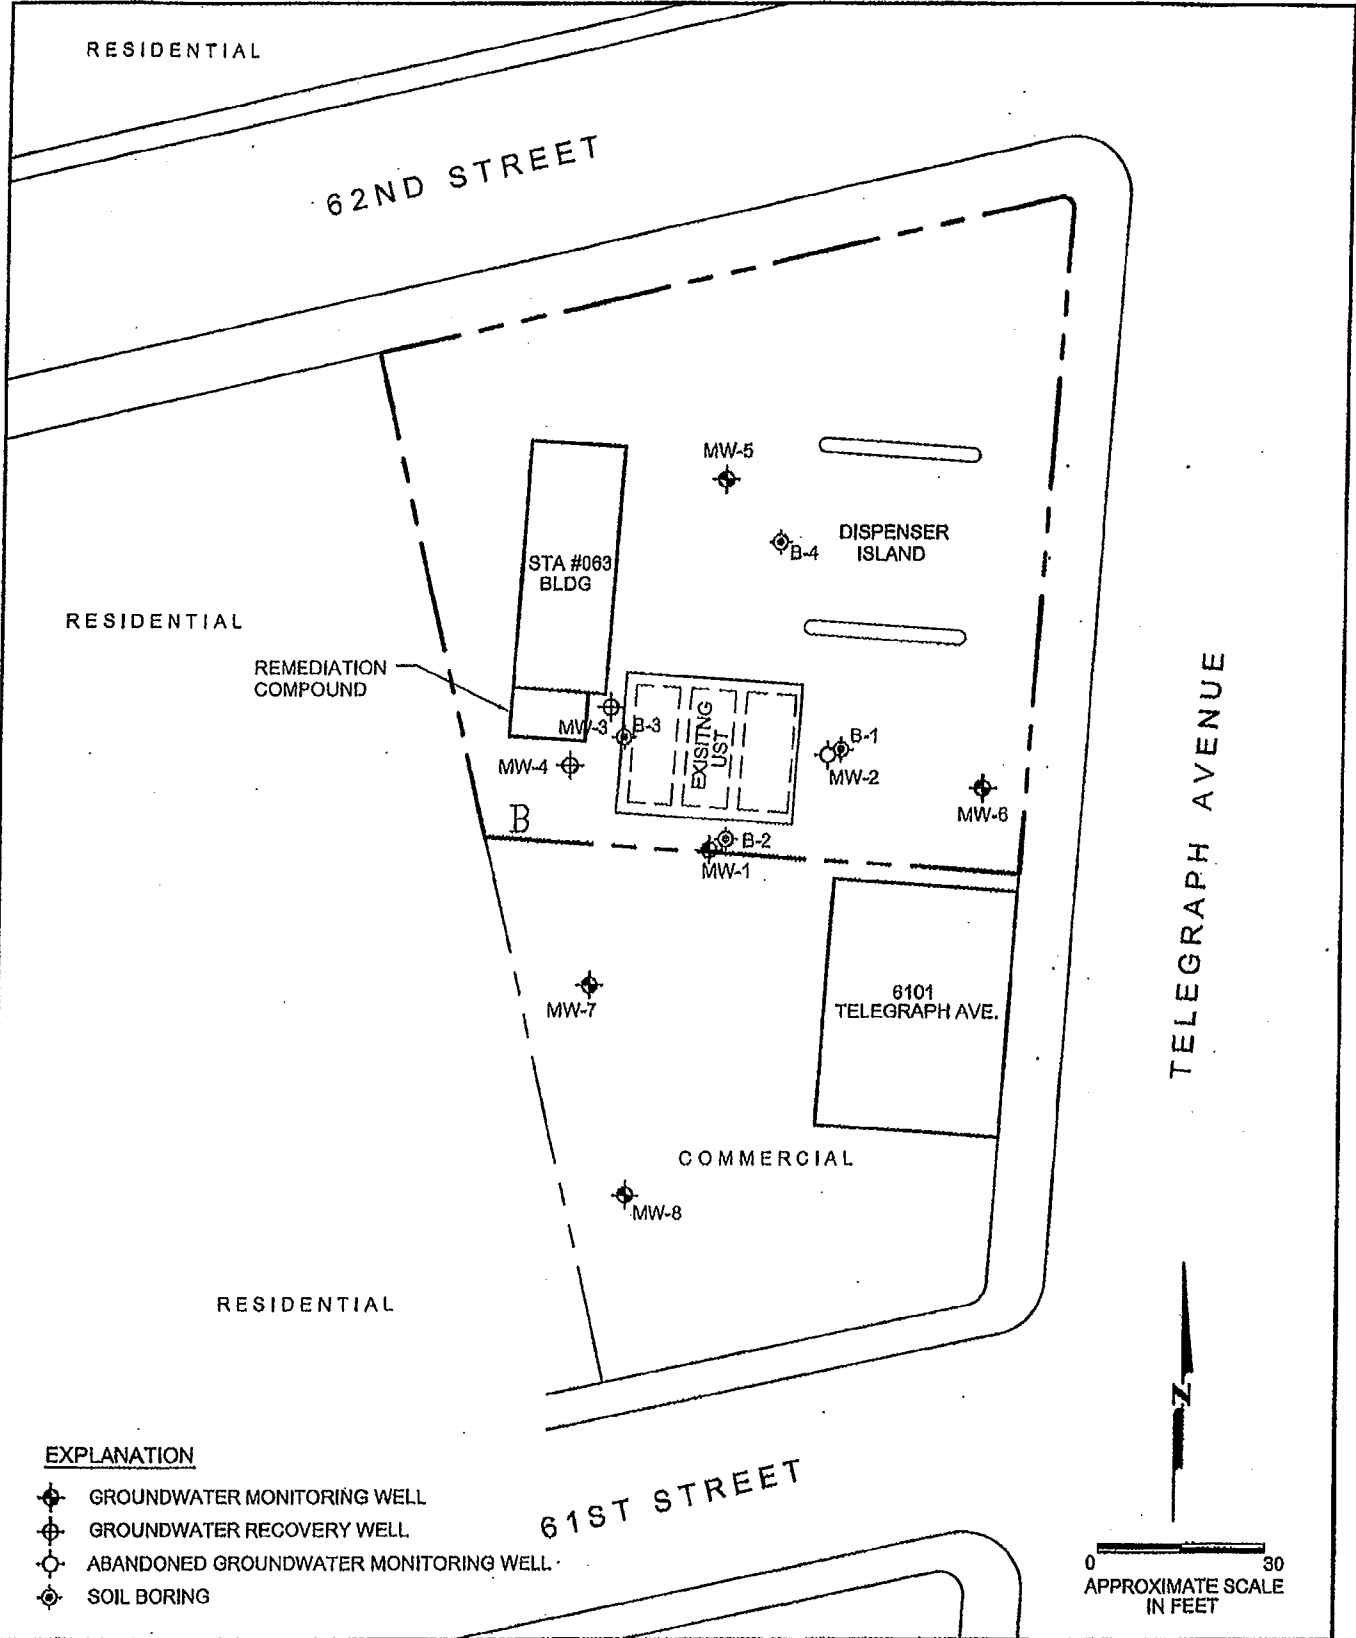 RESIDENTIAL
62ND STREET
MW-5
B-4
DISPENSER
ISLAND
STA #063
BLDG
RESIDENTIAL
REMEDIATION
COMPOUND
MW-3
B-3
EXISITNG
UST
B-1
MW-2
MW-4
MW-6
B
B-2
MW-1
TELEGRAPH AVENUE
MW-7
6101
TELEGRAPH AVE.
COMMERCIAL
MW-8
RESIDENTIAL
N
EXPLANATION
GROUNDWATER MONITORING WELL
GROUNDWATER RECOVERY WELL
ABANDONED GROUNDWATER MONITORING WELL
SOIL BORING
61ST STREET
0 30
APPROXIMATE SCALE
IN FEET